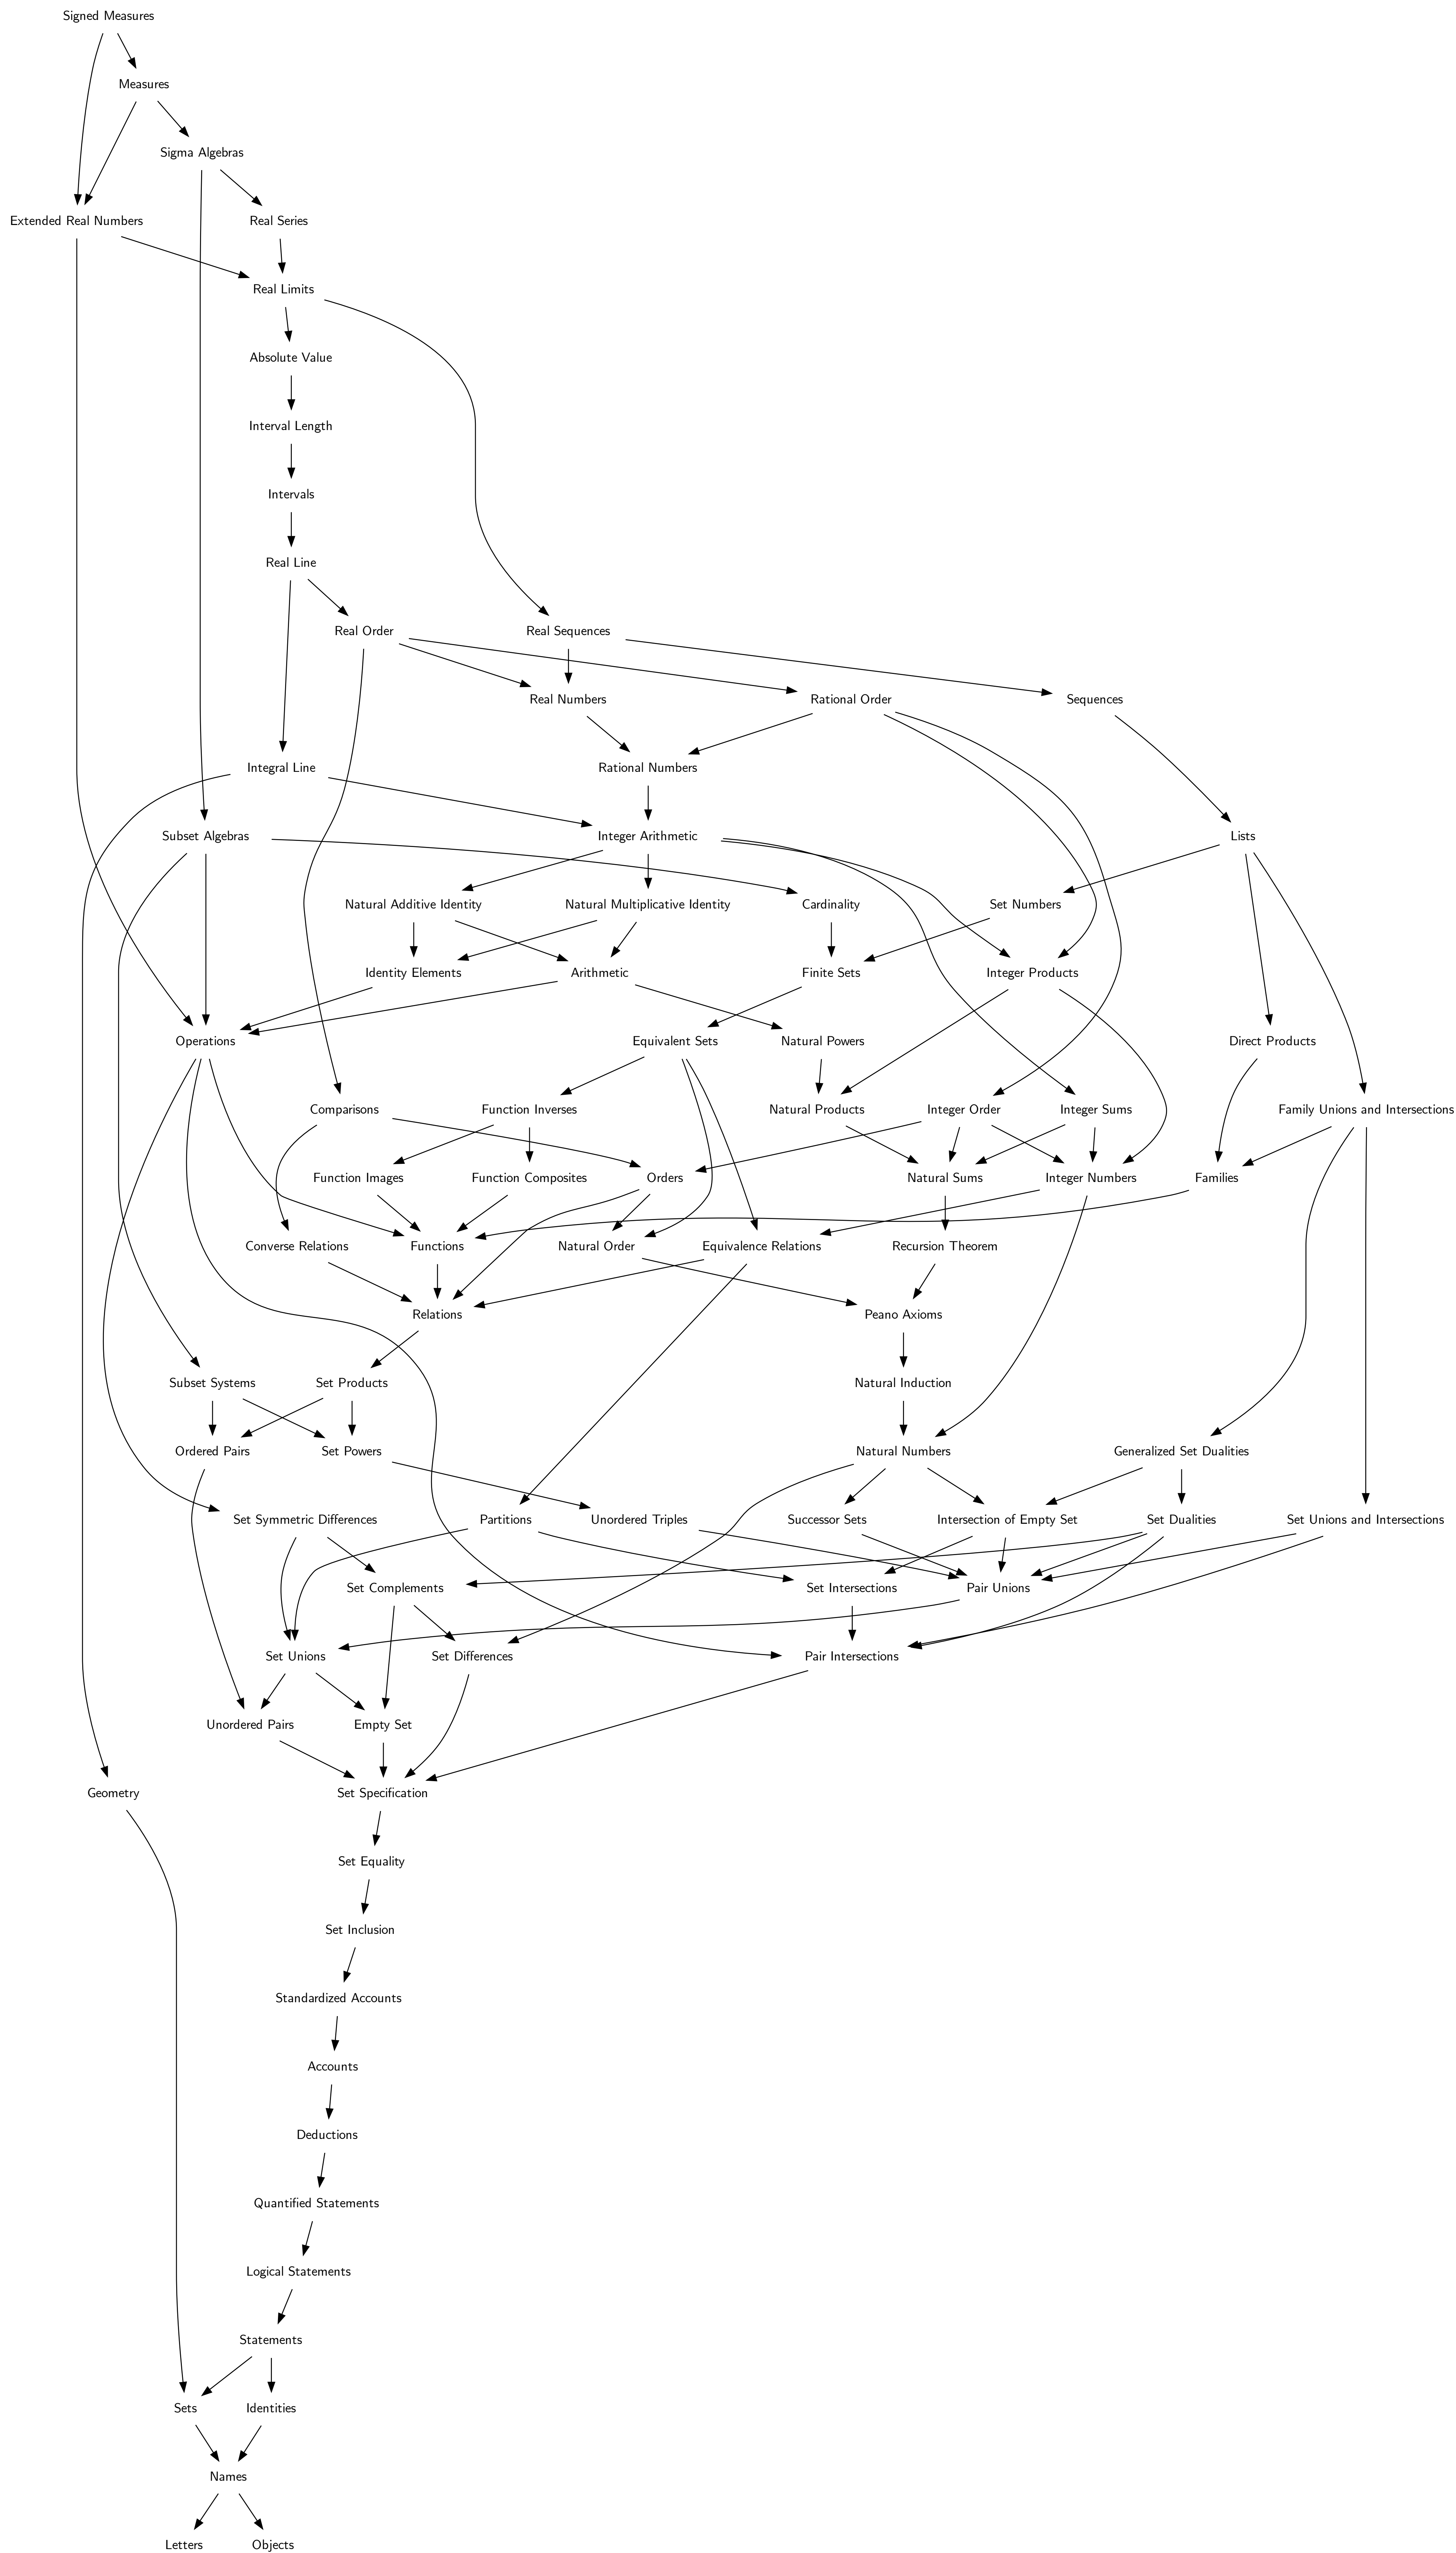 Signed Measures
Measures
Sigma Algebras
Extended Real Numbers
Real Series
Real Limits
Absolute Value
Interval Length
Intervals
Real Line
Real Order
Real Sequences
Real Numbers
Rational Order
Sequences
Integral Line
Rational Numbers
Subset Algebras
Integer Arithmetic
Lists
Natural Additive Identity
Natural Multiplicative Identity
Cardinality
Set Numbers
Identity Elements
Arithmetic
Finite Sets
Integer Products
Operations
Equivalent Sets
Natural Powers
Direct Products
Comparisons
Function Inverses
Natural Products
Integer Order
Integer Sums
Family Unions and Intersections
Function Images
Function Composites
Orders
Natural Sums
Integer Numbers
Families
Converse Relations
Functions
Natural Order
Equivalence Relations
Recursion Theorem
Relations
Peano Axioms
Subset Systems
Set Products
Natural Induction
Ordered Pairs
Set Powers
Natural Numbers
Generalized Set Dualities
Set Symmetric Differences
Partitions
Unordered Triples
Successor Sets
Intersection of Empty Set
Set Dualities
Set Unions and Intersections
Set Complements
Set Intersections
Pair Unions
Set Unions
Set Differences
Pair Intersections
Unordered Pairs
Empty Set
Geometry
Set Specification
Set Equality
Set Inclusion
Standardized Accounts
Accounts
Deductions
Quantified Statements
Logical Statements
Statements
Sets
Identities
Names
Letters
Objects